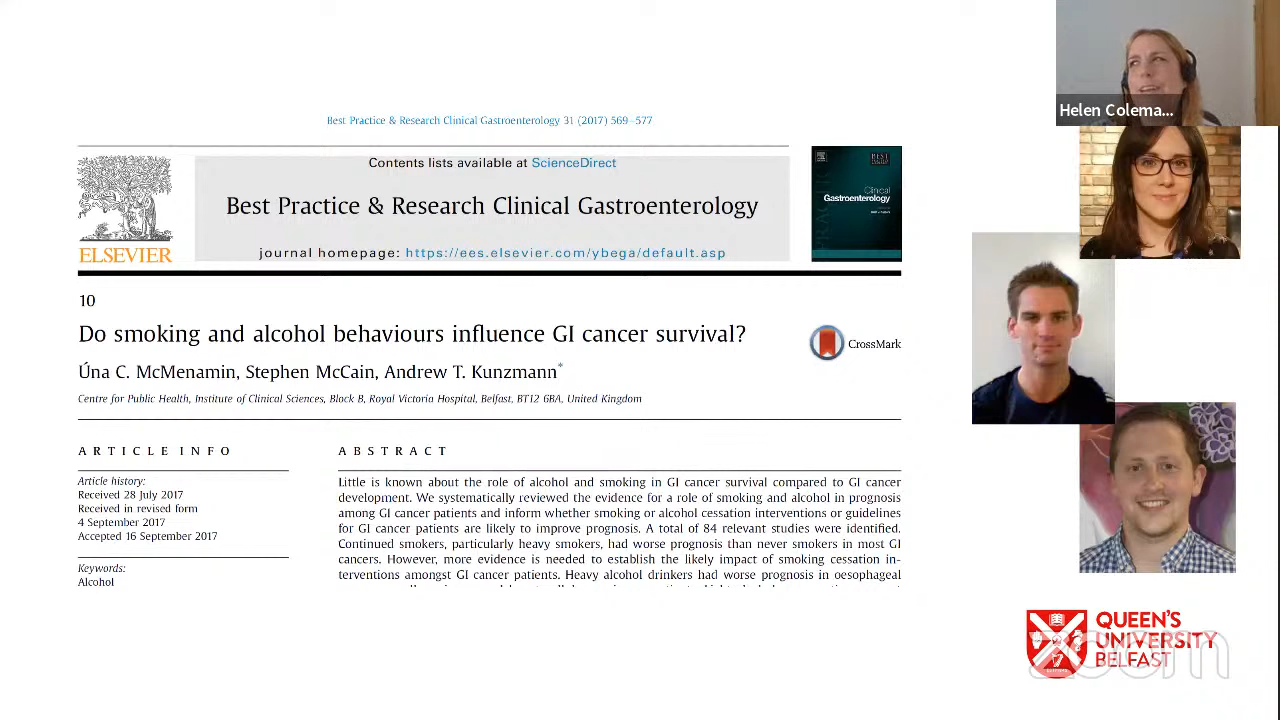 Best Practice & Research Clinical Gastroenterology 31 (2017) 569–577
Contents lists available at ScienceDirect
Best Practice & Research Clinical Gastroenterology
journal homepage: https://ees.elsevier.com/ybega/default.asp
ELSEVIER
BEST
Clinical
Gastroenterology
10
Do smoking and alcohol behaviours influence GI cancer survival?
CrossMark
Úna C. McMenamin, Stephen McCain, Andrew T. Kunzmann*
Centre for Public Health, Institute of Clinical Sciences, Block B, Royal Victoria Hospital, Belfast, BT12 6BA, United Kingdom
ARTICLE INFO
Article history:
Received 28 July 2017
Received in revised form
4 September 2017
Accepted 16 September 2017
Keywords:
Alcohol
ABSTRACT
Little is known about the role of alcohol and smoking in GI cancer survival compared to GI cancer
development. We systematically reviewed the evidence for a role of smoking and alcohol in prognosis
among GI cancer patients and inform whether smoking or alcohol cessation interventions or guidelines
for GI cancer patients are likely to improve prognosis. A total of 84 relevant studies were identified.
Continued smokers, particularly heavy smokers, had worse prognosis than never smokers in most GI
cancers. However, more evidence is needed to establish the likely impact of smoking cessation in-
terventions amongst GI cancer patients. Heavy alcohol drinkers had worse prognosis in oesophageal
Helen Colema...
QUEEN'S
UNIVERSITY
BELFAST
zoom